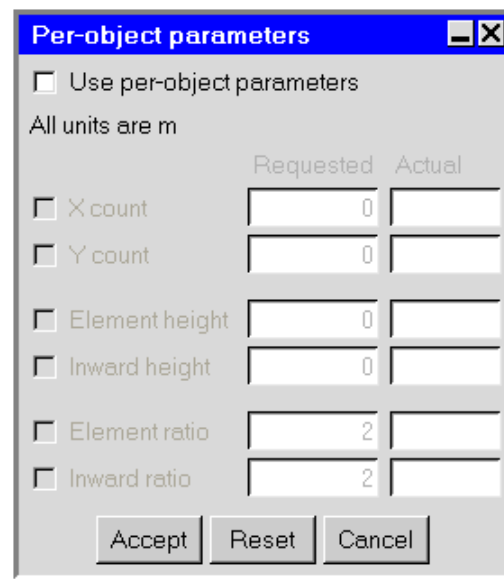 Per-object parameters
Use per-object parameters
All units are m
Requested Actual
X count 0
Y count 0
Element height 0
Inward height 0
Element ratio 2
Inward ratio 2
Accept Reset Cancel